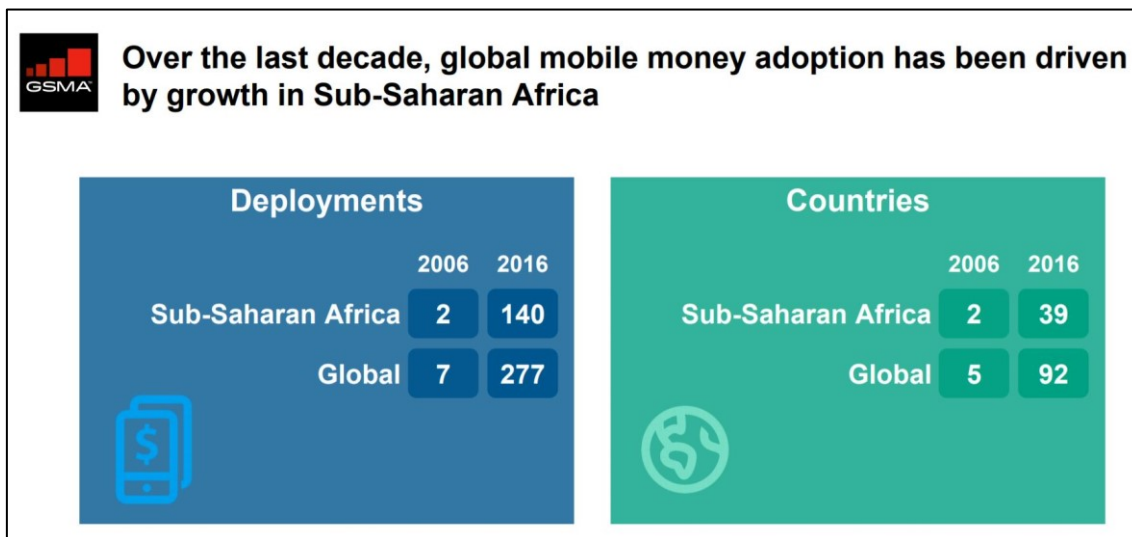 GSMA
Over the last decade, global mobile money adoption has been driven
by growth in Sub-Saharan Africa
Deployments
2006 2016
Sub-Saharan Africa 2 140
Global 7 277
$
Countries
2006 2016
Sub-Saharan Africa 2 39
Global 5 92